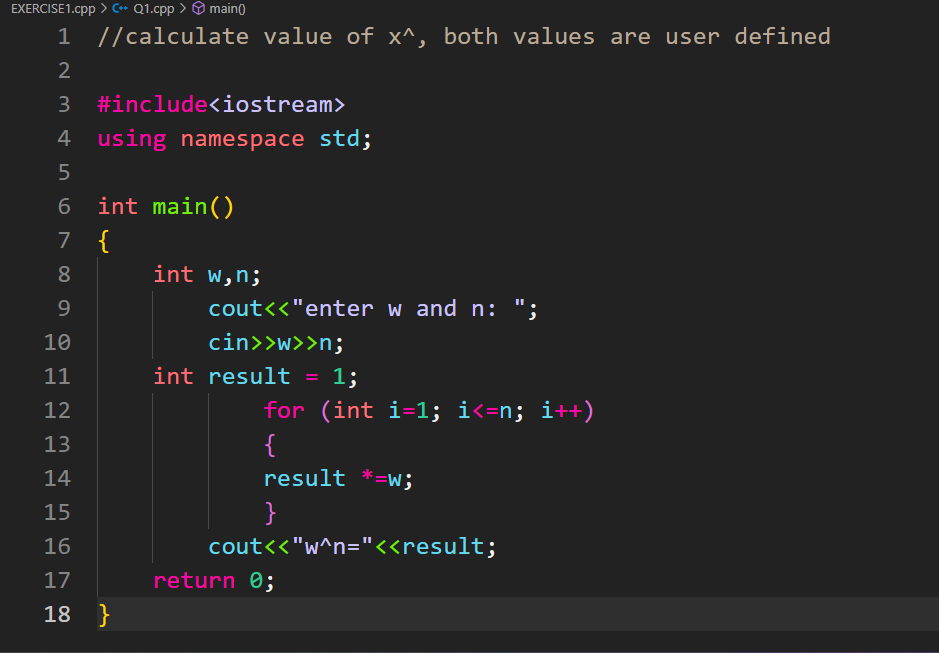 EXERCISE1.cpp > C++ Q1.cpp > main()
1 //calculate value of x^, both values are user defined
2
3 #include<iostream>
4 using namespace std;
5
6 int main()
7 {
8     int w,n;
9         cout<<"enter w and n: ";
10         cin>>w>>n;
11     int result = 1;
12             for (int i=1; i<=n; i++)
13             {
14             result *=w;
15             }
16         cout<<"w^n="<<result;
17     return 0;
18 }